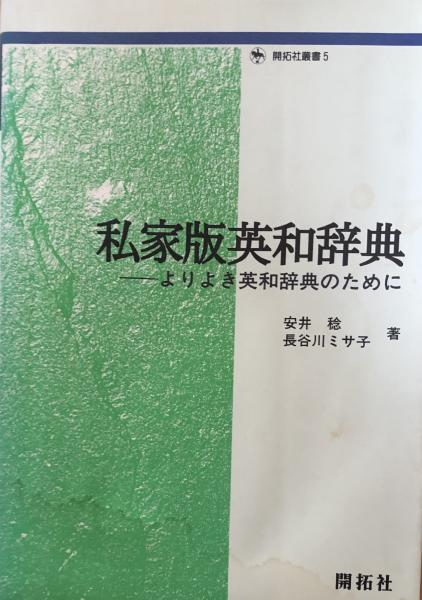 開拓社叢書5
私家版英和辞典
──よりよき英和辞典のために
安井 稔
長谷川ミサ子 著
開拓社